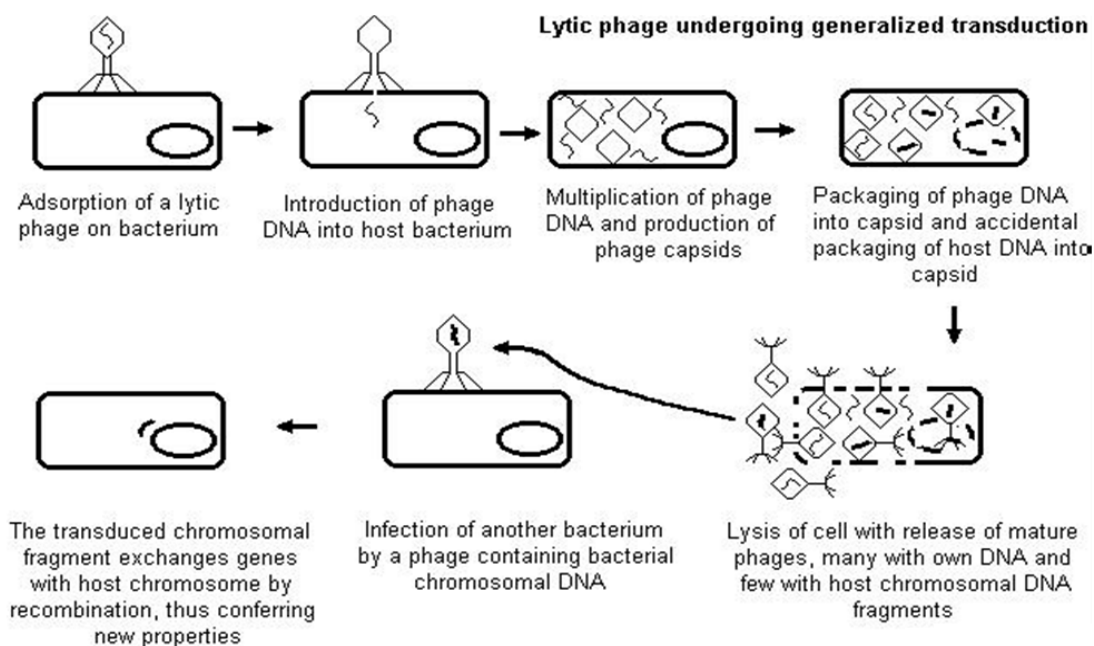 Lytic phage undergoing generalized transduction
Adsorption of a lytic
phage on bacterium
Introduction of phage
DNA into host bacterium
Multiplication of phage
DNA and production of
phage capsids
Packaging of phage DNA
into capsid and accidental
packaging of host DNA into
capsid
The transduced chromosomal
fragment exchanges genes
with host chromosome by
recombination, thus conferring
new properties
Infection of another bacterium
by a phage containing bacterial
chromosomal DNA
Lysis of cell with release of mature
phages, many with own DNA and
few with host chromosomal DNA
fragments